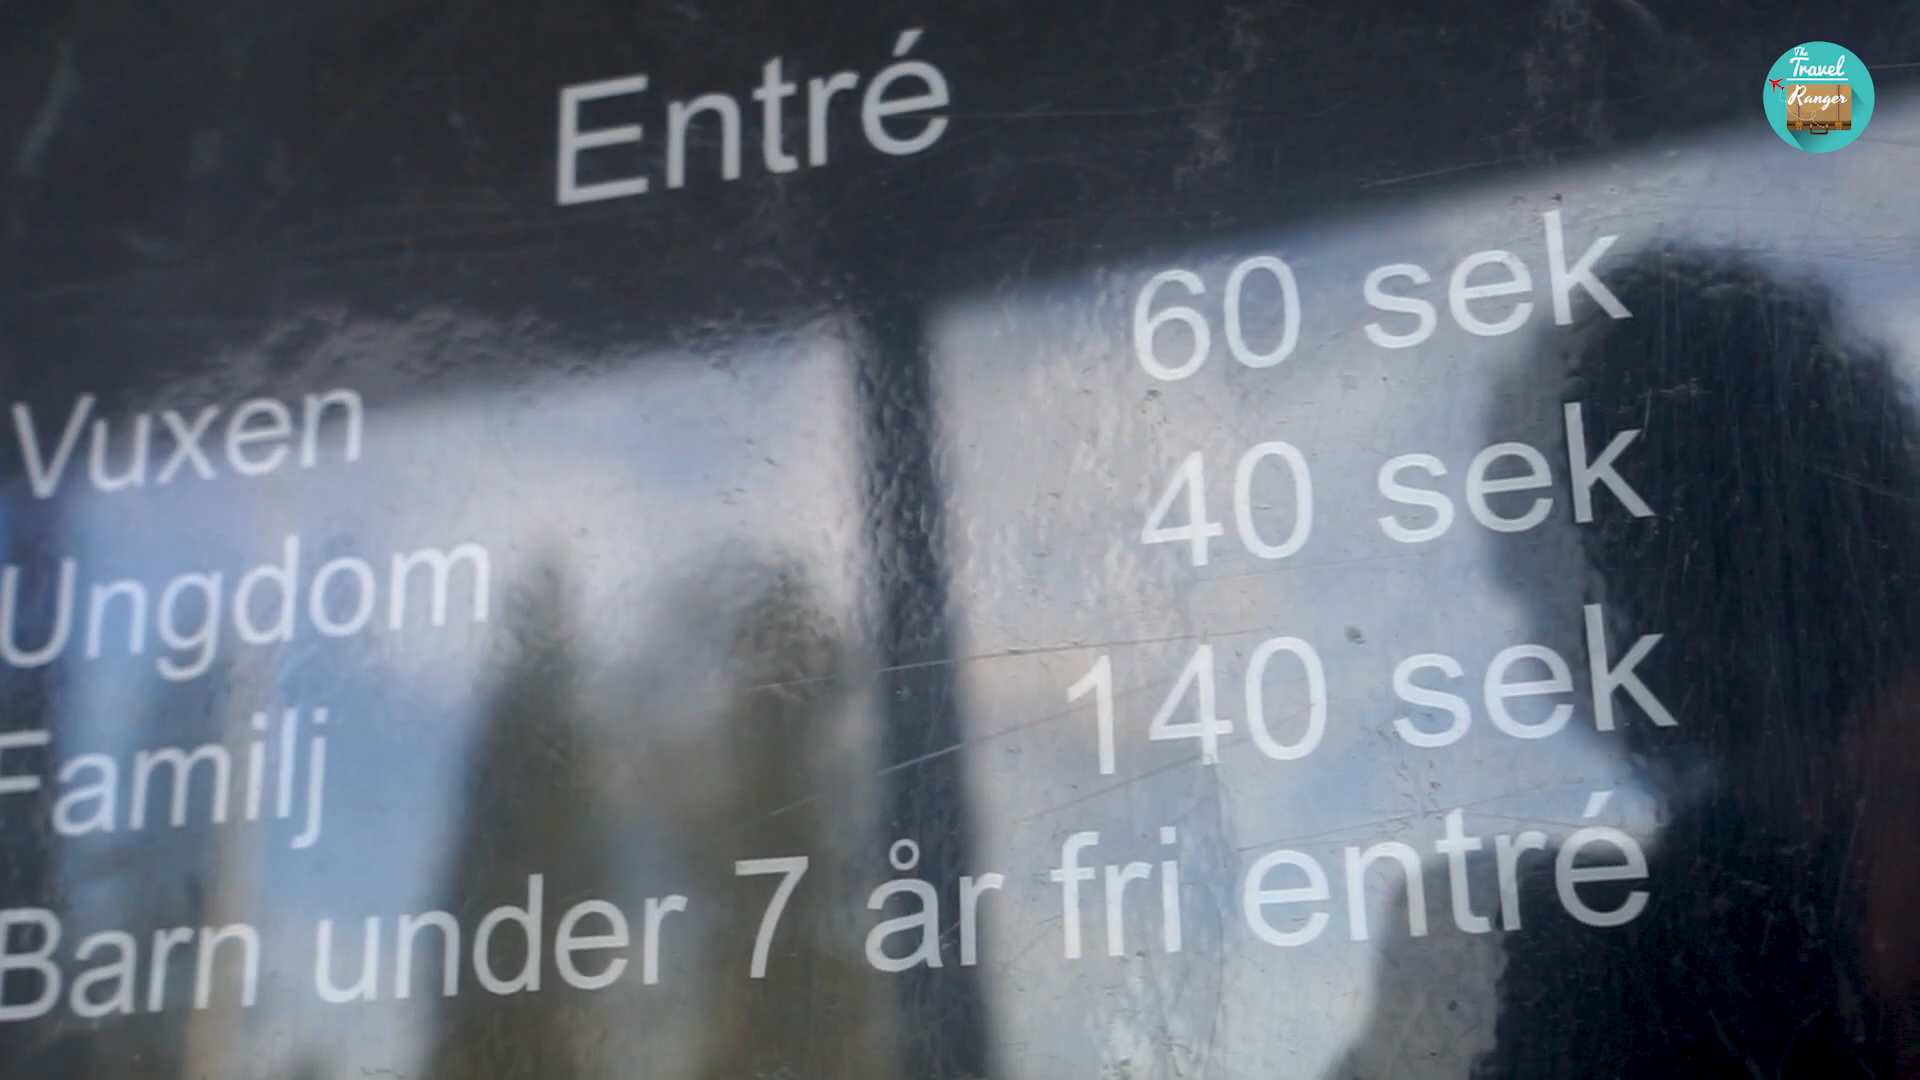 The
Travel
Ranger
Entré
Vuxen 60 sek
Ungdom 40 sek
Familj 140 sek
Barn under 7 år fri entré